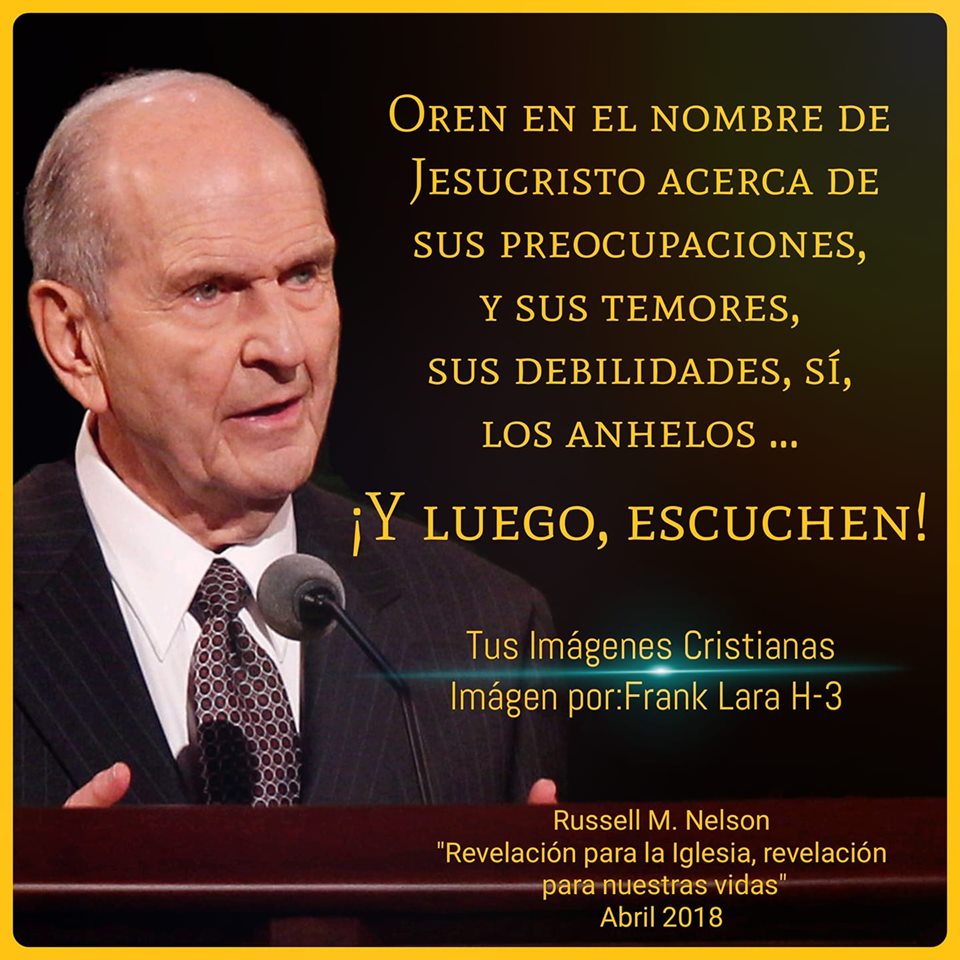 Oren en el nombre de
Jesucristo acerca de
sus preocupaciones,
y sus temores,
sus debilidades, sí,
los anhelos ...
¡Y luego, escuchen!
Tus Imágenes Cristianas
Imágen por:Frank Lara H-3
Russell M. Nelson
"Revelación para la Iglesia, revelación
para nuestras vidas"
Abril 2018